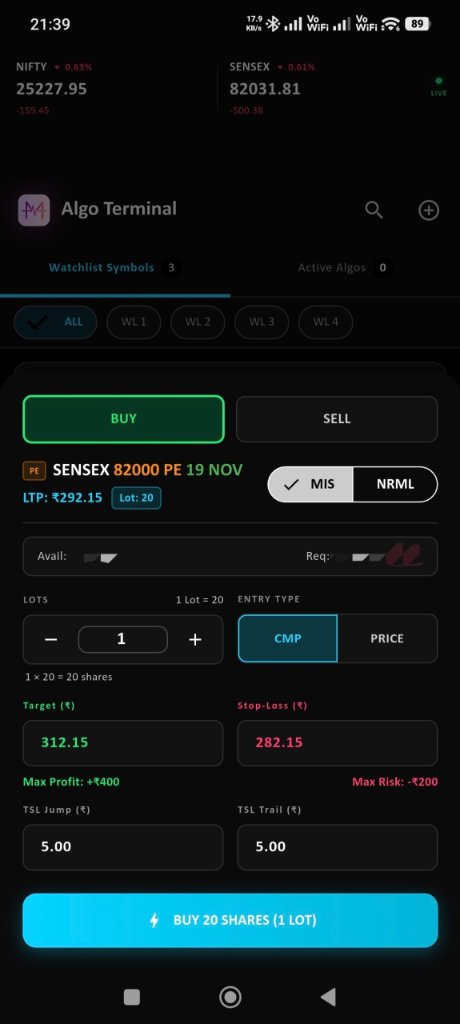 21:39 17.9 KB/s Vo WiFi Vo WiFi 6 89
NIFTY 0.63% SENSEX 0.61%
25227.95 82031.81
-159.45 -500.38 LIVE
Algo Terminal
Watchlist Symbols 3 Active Algos 0
ALL WL 1 WL 2 WL 3 WL 4
BUY SELL
PE SENSEX 82000 PE 19 NOV MIS NRML
LTP: ₹292.15 Lot: 20
Avail: Req:
LOTS 1 Lot = 20 ENTRY TYPE
− 1 + CMP PRICE
1 × 20 = 20 shares
Target (₹) Stop-Loss (₹)
312.15 282.15
Max Profit: +₹400 Max Risk: -₹200
TSL Jump (₹) TSL Trail (₹)
5.00 5.00
BUY 20 SHARES (1 LOT)